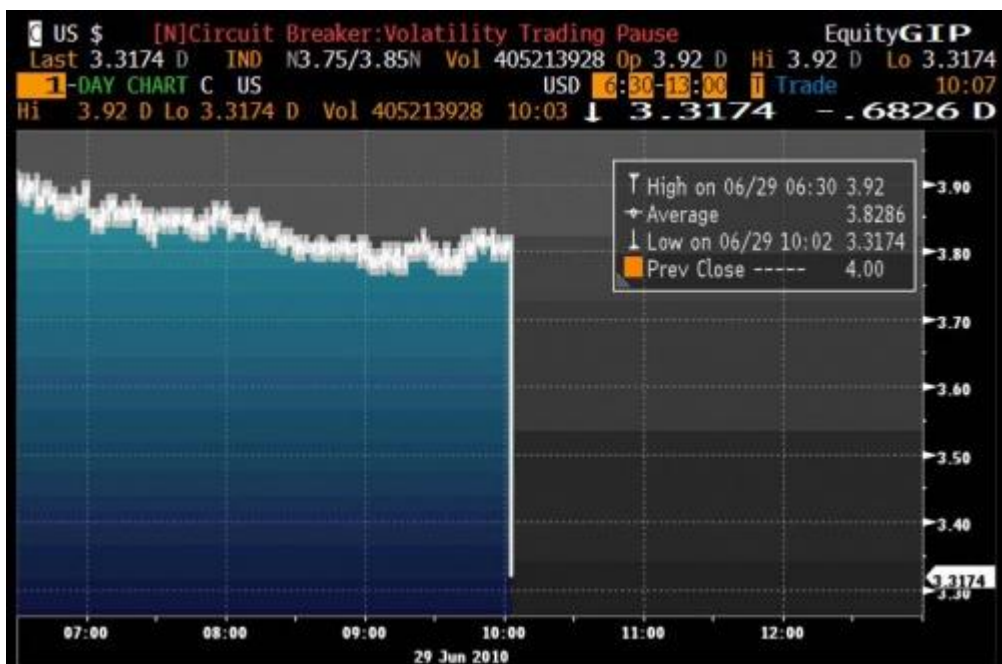 C US $ [N]Circuit Breaker:Volatility Trading Pause EquityGIP
Last 3.3174 D IND N3.75/3.85N Vol 405213928 Op 3.92 D Hi 3.92 D Lo 3.3174
1-DAY CHART C US USD 6:30-13:00 T Trade 10:07
Hi 3.92 D Lo 3.3174 D Vol 405213928 10:03 ↓ 3.3174 -.6826 D
High on 06/29 06:30 3.92
Average 3.8286
Low on 06/29 10:02 3.3174
Prev Close ----- 4.00
3.90
3.80
3.70
3.60
3.50
3.40
3.3174
3.30
07:00 08:00 09:00 10:00 11:00 12:00
29 Jun 2010